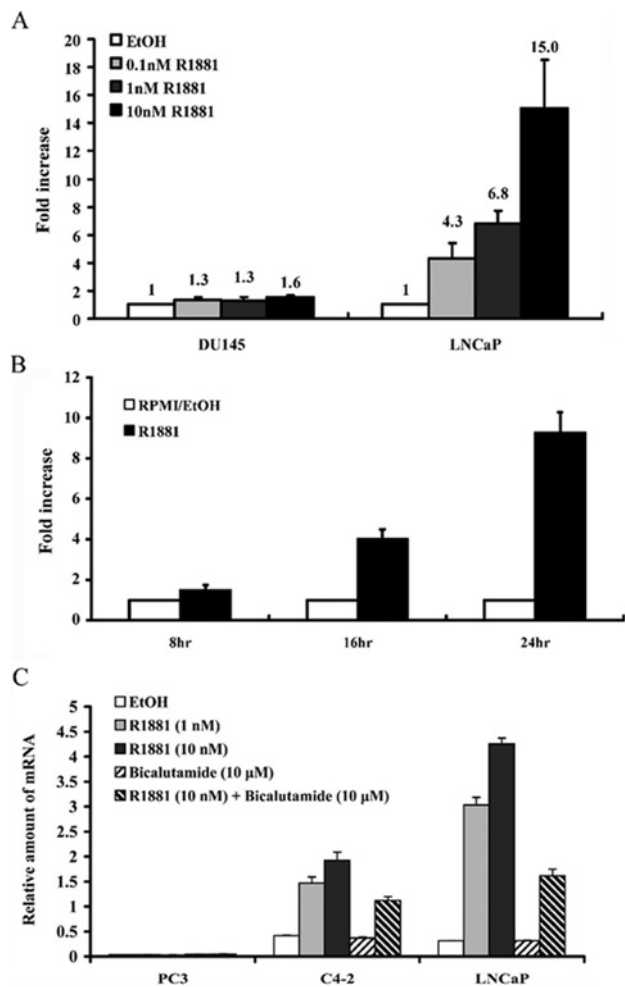 A
20
18
16
14
12
10
8
6
4
2
0
Fold increase
EtOH
0.1nM R1881
1nM R1881
10nM R1881
1
1.3
1.3
1.6
1
4.3
6.8
15.0
DU145
LNCaP
B
12
10
8
6
4
2
0
Fold increase
RPMI/EtOH
R1881
8hr
16hr
24hr
C
5
4.5
4
3.5
3
2.5
2
1.5
1
0.5
0
Relative amount of mRNA
EtOH
R1881 (1 nM)
R1881 (10 nM)
Bicalutamide (10 µM)
R1881 (10 nM) + Bicalutamide (10 µM)
PC3
C4-2
LNCaP